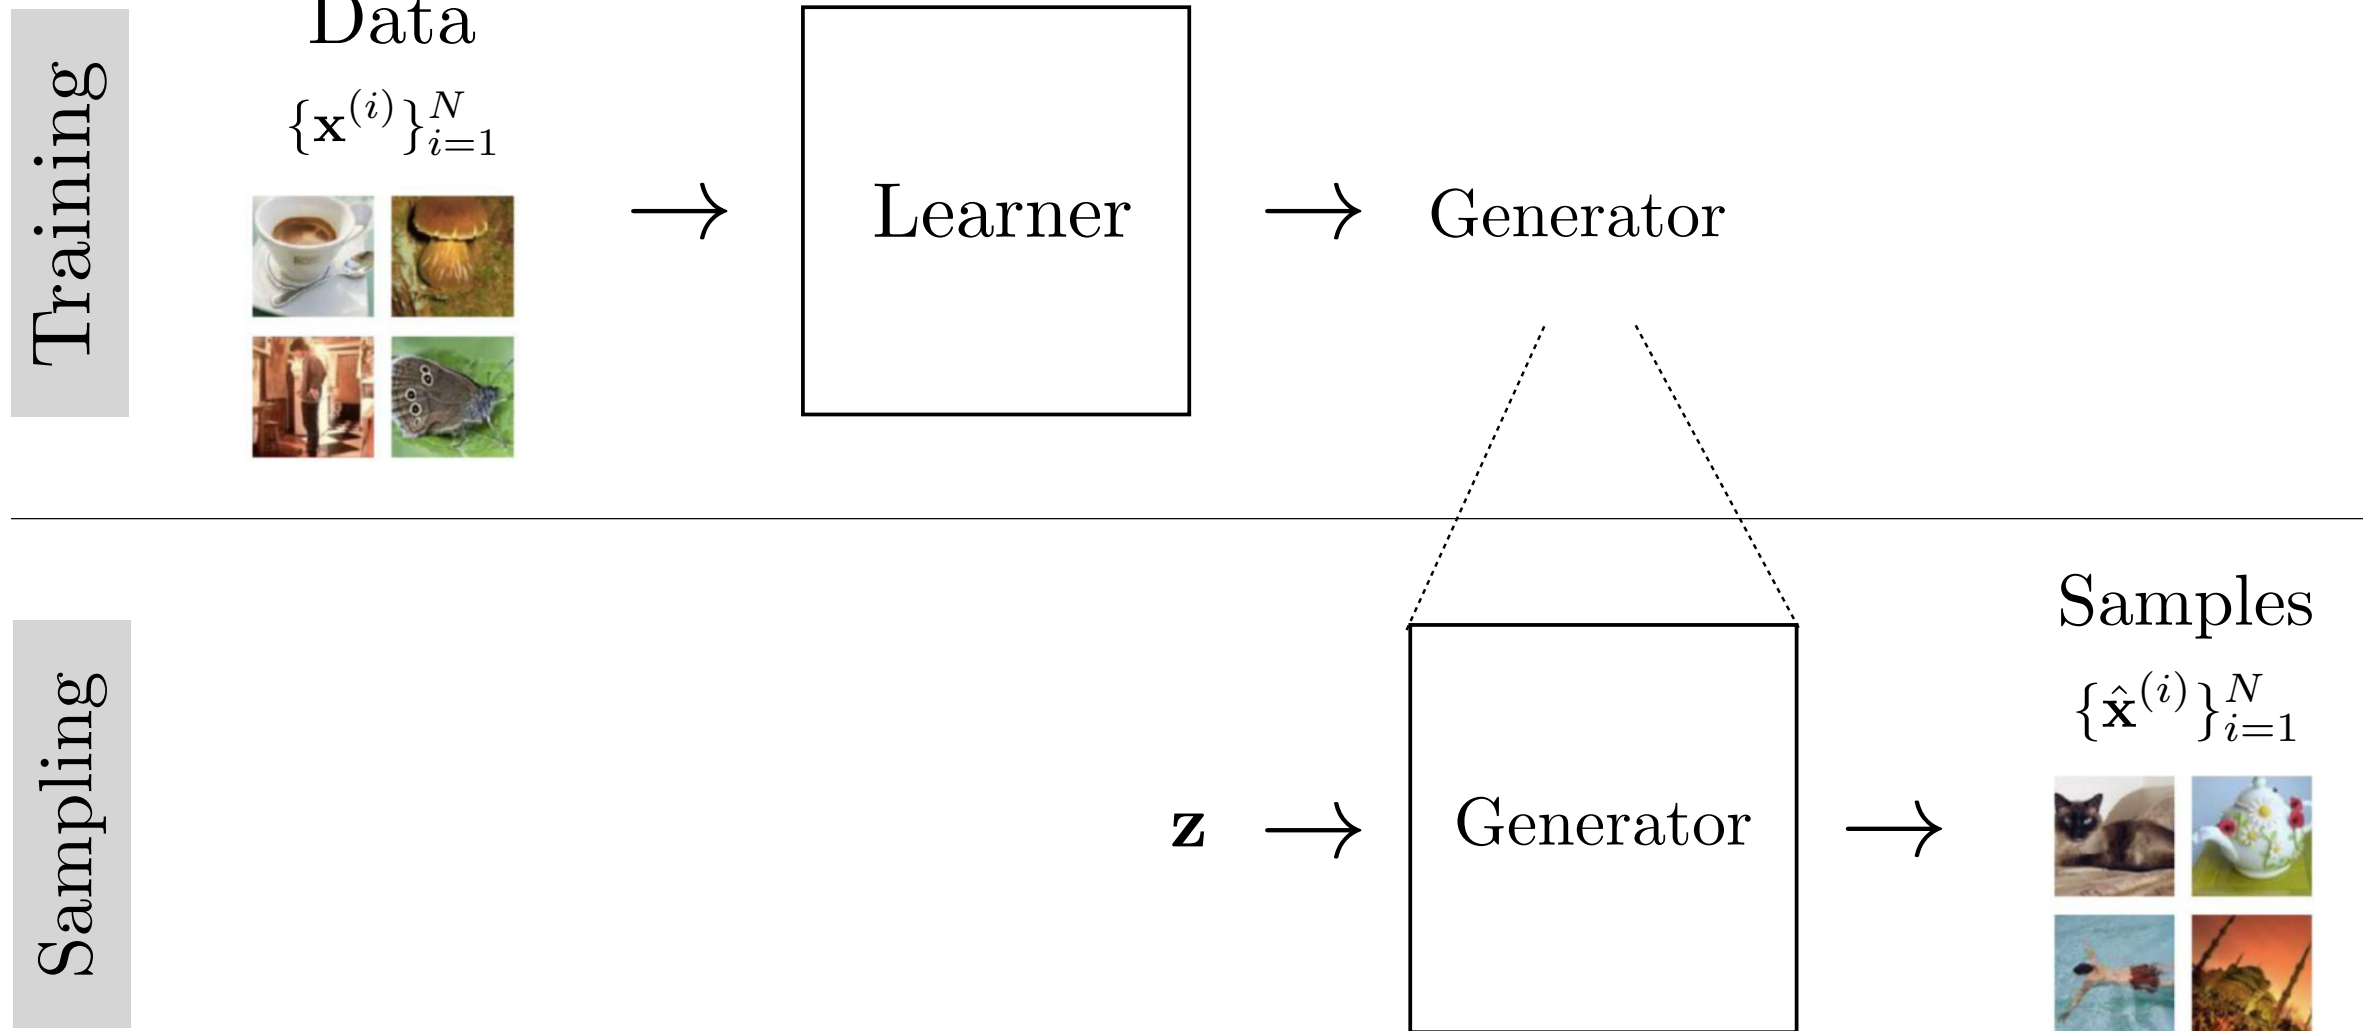 Training
Data
{x^(i)}_{i=1}^N
→ Learner → Generator
Sampling
z → Generator →
Samples
{x̂^(i)}_{i=1}^N